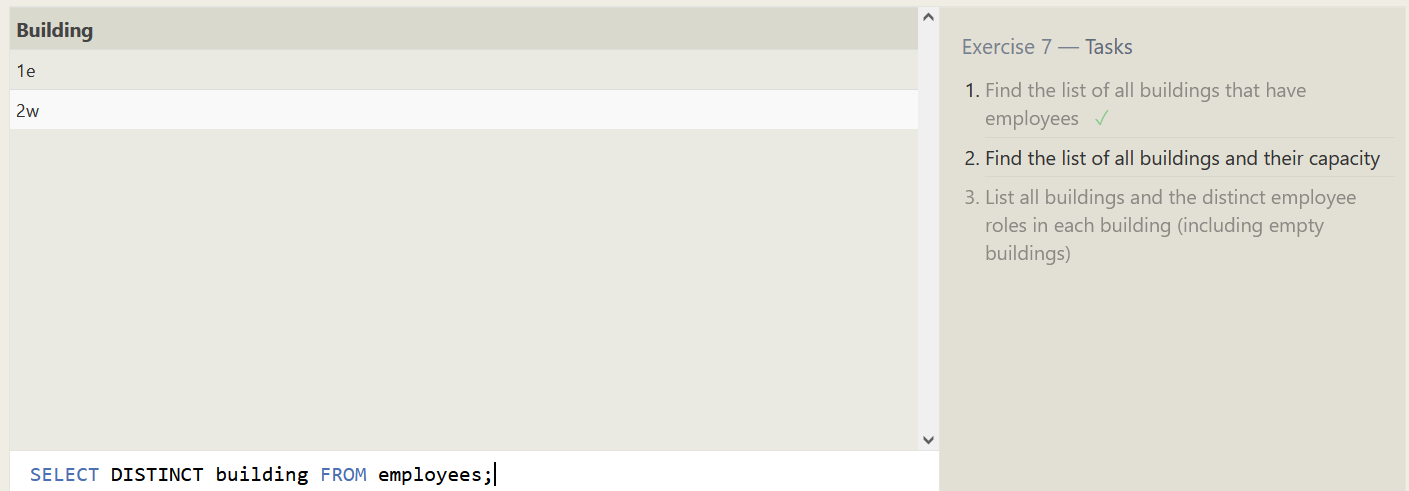 Building
1e
2w
SELECT DISTINCT building FROM employees;
Exercise 7 — Tasks
1. Find the list of all buildings that have
employees ✓
2. Find the list of all buildings and their capacity
3. List all buildings and the distinct employee
roles in each building (including empty
buildings)